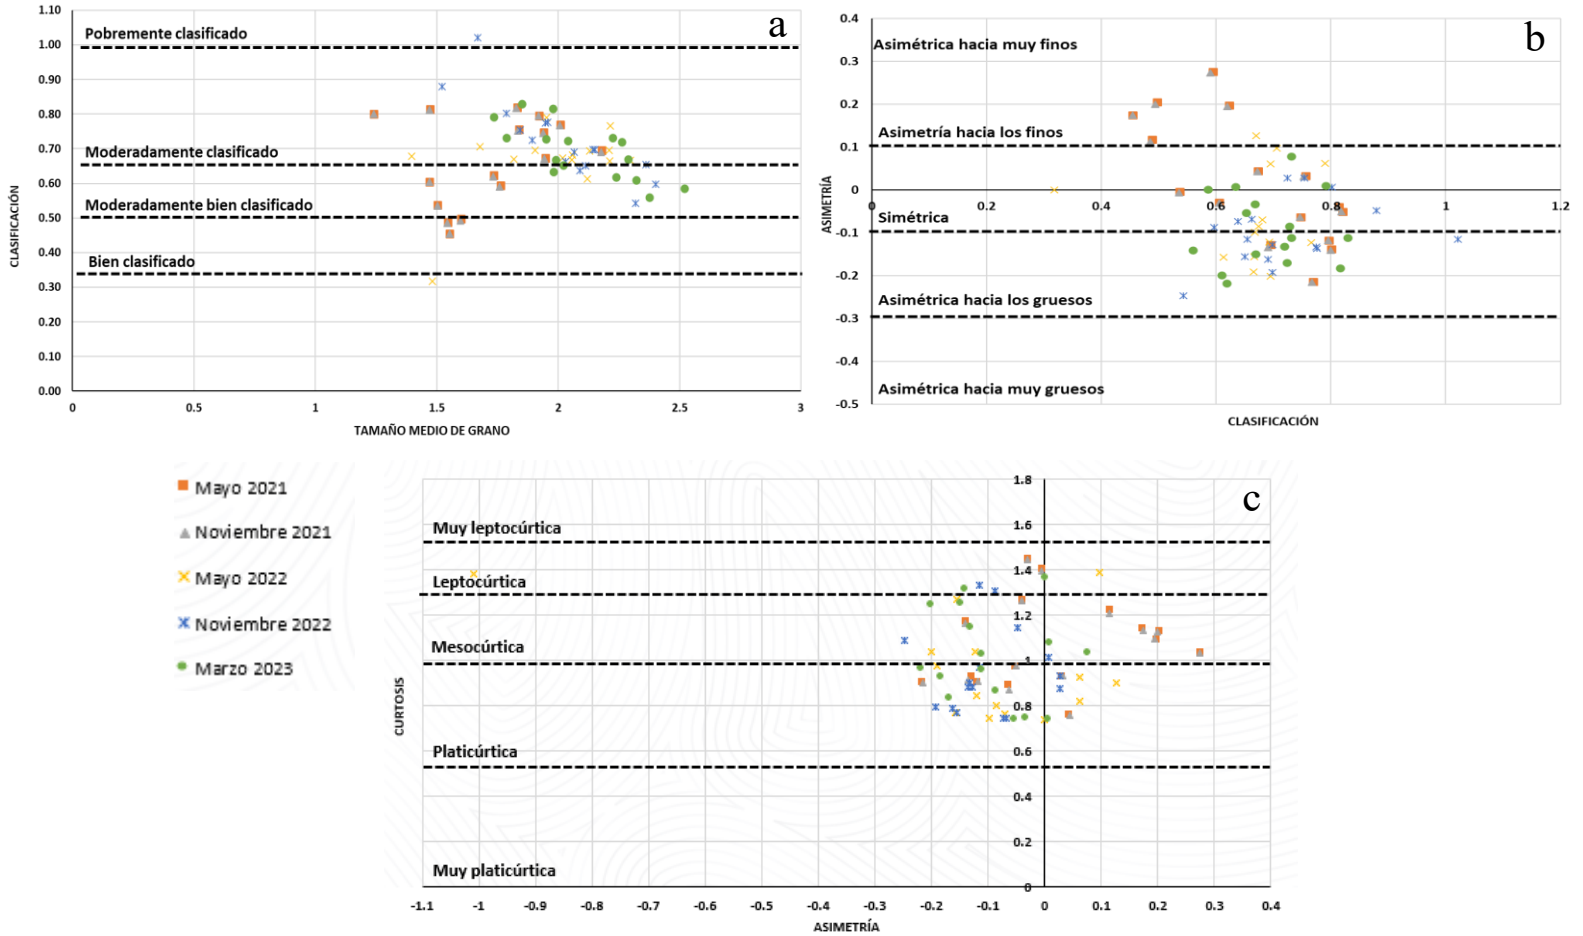 a
1.10
1.00
0.90
0.80
0.70
0.60
0.50
0.40
0.30
0.20
0.10
0.00
CLASIFICACIÓN
Pobremente clasificado
Moderadamente clasificado
Moderadamente bien clasificado
Bien clasificado
0 0.5 1 1.5 2 2.5 3
TAMAÑO MEDIO DE GRANO
b
0.4
0.3
0.2
0.1
0
-0.1
-0.2
-0.3
-0.4
-0.5
ASIMETRÍA
Asimétrica hacia muy finos
Asimetría hacia los finos
Simétrica
Asimétrica hacia los gruesos
Asimétrica hacia muy gruesos
0 0.2 0.4 0.6 0.8 1 1.2
CLASIFICACIÓN
Mayo 2021
Noviembre 2021
Mayo 2022
Noviembre 2022
Marzo 2023
c
1.8
1.6
1.4
1.2
1
0.8
0.6
0.4
0.2
0
CURTOSIS
Muy leptocúrtica
Leptocúrtica
Mesocúrtica
Platicúrtica
Muy platicúrtica
-1.1 -1 -0.9 -0.8 -0.7 -0.6 -0.5 -0.4 -0.3 -0.2 -0.1 0 0.1 0.2 0.3 0.4
ASIMETRÍA